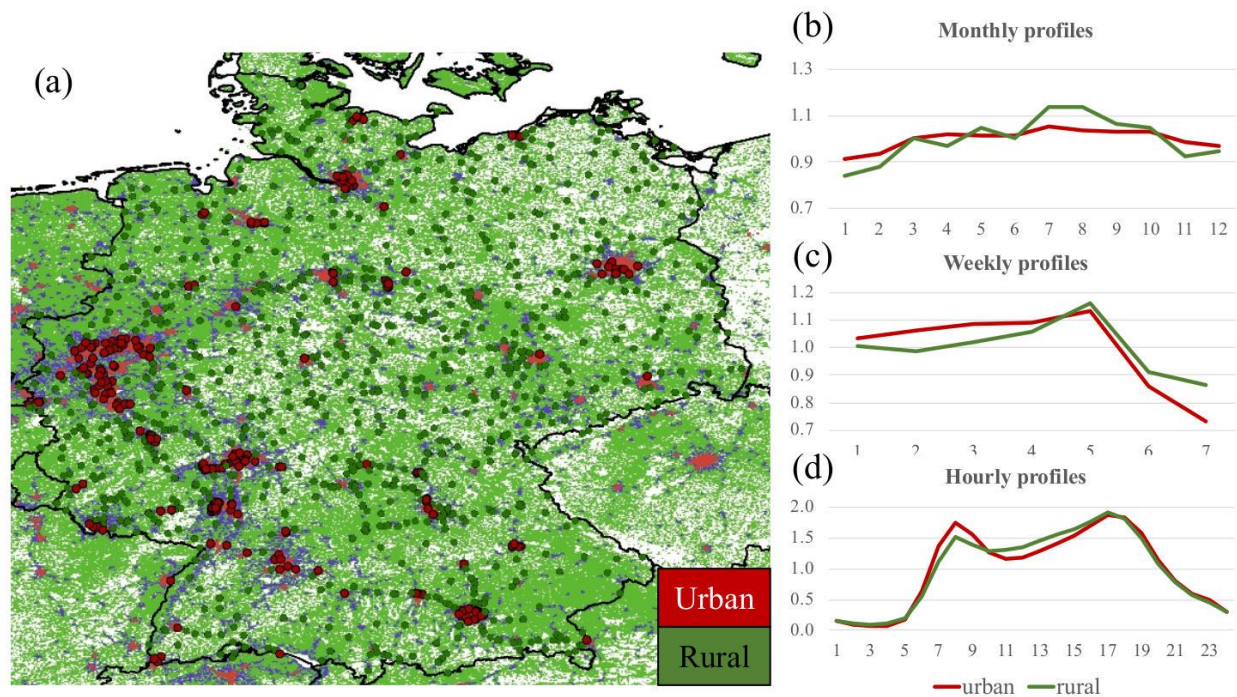 (a)
Urban
Rural
(b)
Monthly profiles
1.3
1.1
0.9
0.7
1 2 3 4 5 6 7 8 9 10 11 12
(c)
Weekly profiles
1.2
1.1
1.0
0.9
0.8
0.7
1 2 3 4 5 6 7
(d)
Hourly profiles
2.0
1.5
1.0
0.5
0.0
1 3 5 7 9 11 13 15 17 19 21 23
urban rural